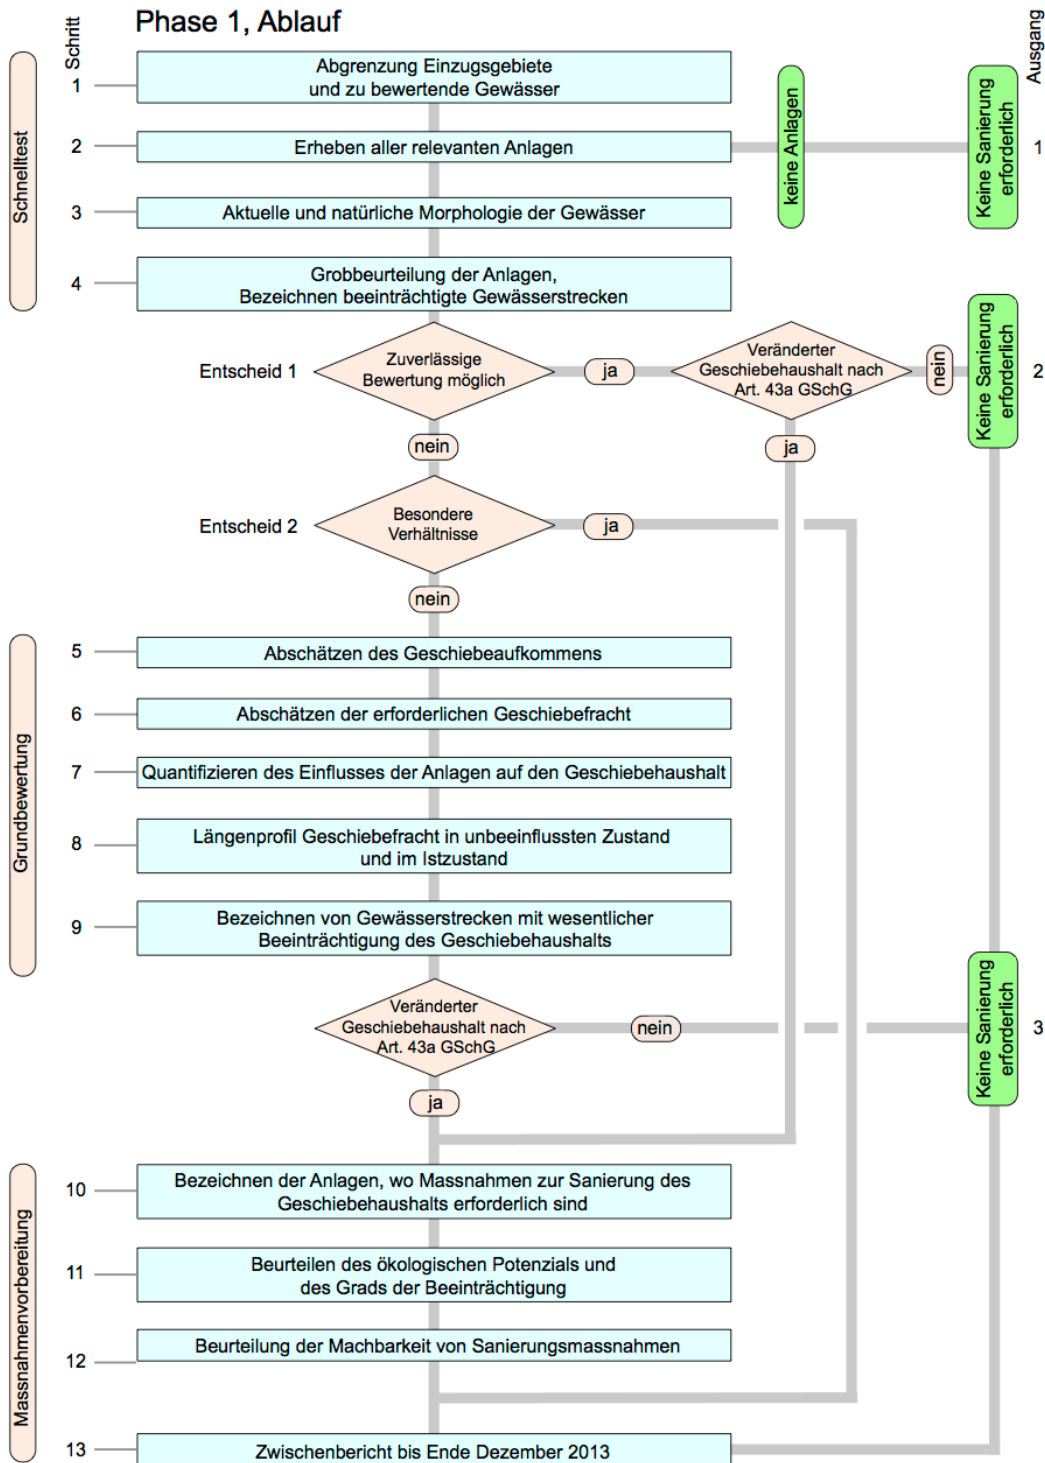 Phase 1, Ablauf
Schritt
Ausgang
Schnelltest
1
Abgrenzung Einzugsgebiete
und zu bewertende Gewässer
keine Anlagen
Keine Sanierung
erforderlich
1
2
Erheben aller relevanten Anlagen
3
Aktuelle und natürliche Morphologie der Gewässer
4
Grobbeurteilung der Anlagen,
Bezeichnen beeinträchtigte Gewässerstrecken
Entscheid 1
Zuverlässige
Bewertung möglich
ja
Veränderter
Geschiebehaushalt nach
Art. 43a GSchG
nein
Keine Sanierung
erforderlich
2
nein
ja
Entscheid 2
Besondere
Verhältnisse
ja
nein
Grundbewertung
5
Abschätzen des Geschiebeaufkommens
6
Abschätzen der erforderlichen Geschiebefracht
7
Quantifizieren des Einflusses der Anlagen auf den Geschiebehaushalt
8
Längenprofil Geschiebefracht in unbeeinflussten Zustand
und im Istzustand
9
Bezeichnen von Gewässerstrecken mit wesentlicher
Beeinträchtigung des Geschiebehaushalts
Veränderter
Geschiebehaushalt nach
Art. 43a GSchG
nein
Keine Sanierung
erforderlich
3
ja
Massnahmenvorbereitung
10
Bezeichnen der Anlagen, wo Massnahmen zur Sanierung des
Geschiebehaushalts erforderlich sind
11
Beurteilen des ökologischen Potenzials und
des Grads der Beeinträchtigung
12
Beurteilung der Machbarkeit von Sanierungsmassnahmen
13
Zwischenbericht bis Ende Dezember 2013